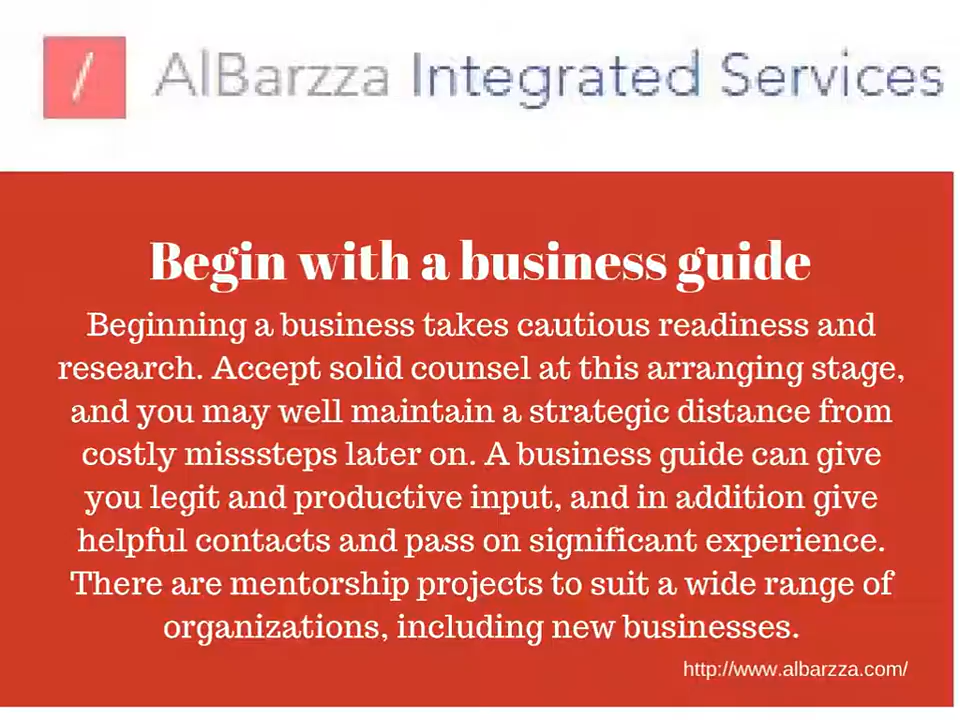 / AlBarzza Integrated Services
Begin with a business guide
Beginning a business takes cautious readiness and
research. Accept solid counsel at this arranging stage,
and you may well maintain a strategic distance from
costly misssteps later on. A business guide can give
you legit and productive input, and in addition give
helpful contacts and pass on significant experience.
There are mentorship projects to suit a wide range of
organizations, including new businesses.
http://www.albarzza.com/